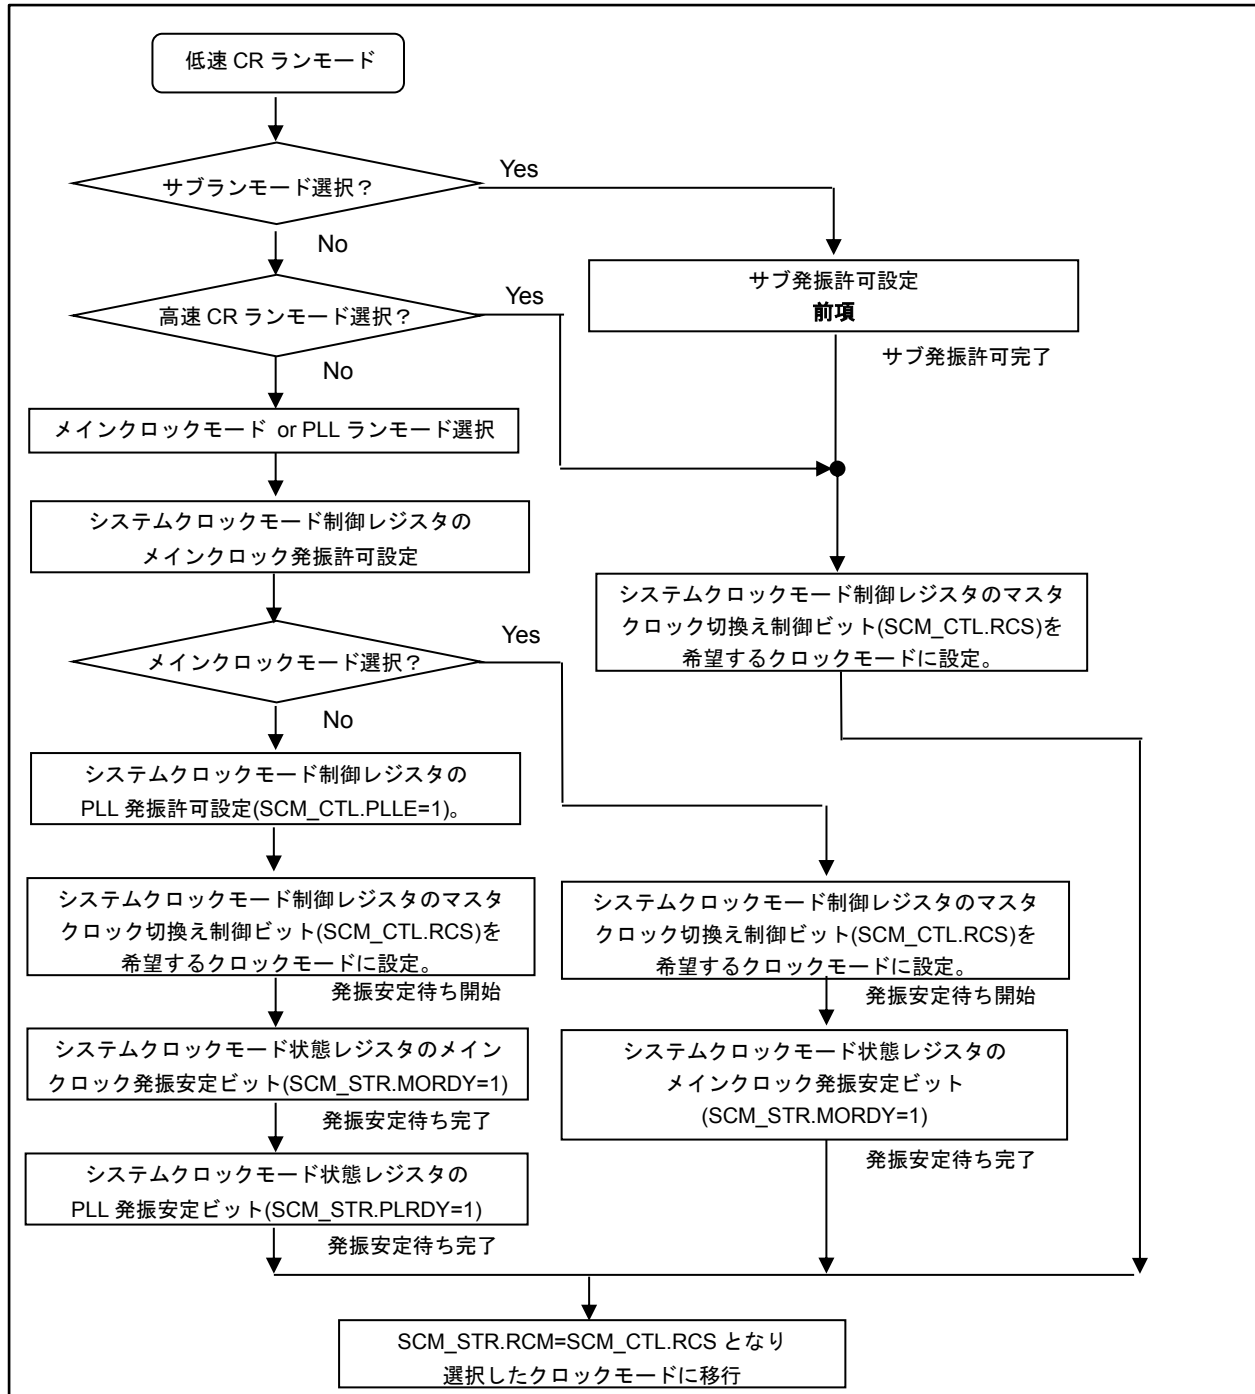 低速 CR ランモード
サブランモード選択？
Yes
No
サブ発振許可設定
前項
サブ発振許可完了
高速 CR ランモード選択？
Yes
No
メインクロックモード or PLL ランモード選択
システムクロックモード制御レジスタの
メインクロック発振許可設定
システムクロックモード制御レジスタのマスタ
クロック切換え制御ビット(SCM_CTL.RCS)を
希望するクロックモードに設定。
メインクロックモード選択？
Yes
No
システムクロックモード制御レジスタの
PLL 発振許可設定(SCM_CTL.PLLE=1)。
システムクロックモード制御レジスタのマスタ
クロック切換え制御ビット(SCM_CTL.RCS)を
希望するクロックモードに設定。
発振安定待ち開始
システムクロックモード状態レジスタのメイン
クロック発振安定ビット(SCM_STR.MORDY=1)
発振安定待ち完了
システムクロックモード状態レジスタの
PLL 発振安定ビット(SCM_STR.PLRDY=1)
発振安定待ち完了
システムクロックモード制御レジスタのマスタ
クロック切換え制御ビット(SCM_CTL.RCS)を
希望するクロックモードに設定。
発振安定待ち開始
システムクロックモード状態レジスタの
メインクロック発振安定ビット
(SCM_STR.MORDY=1)
発振安定待ち完了
SCM_STR.RCM=SCM_CTL.RCS となり
選択したクロックモードに移行